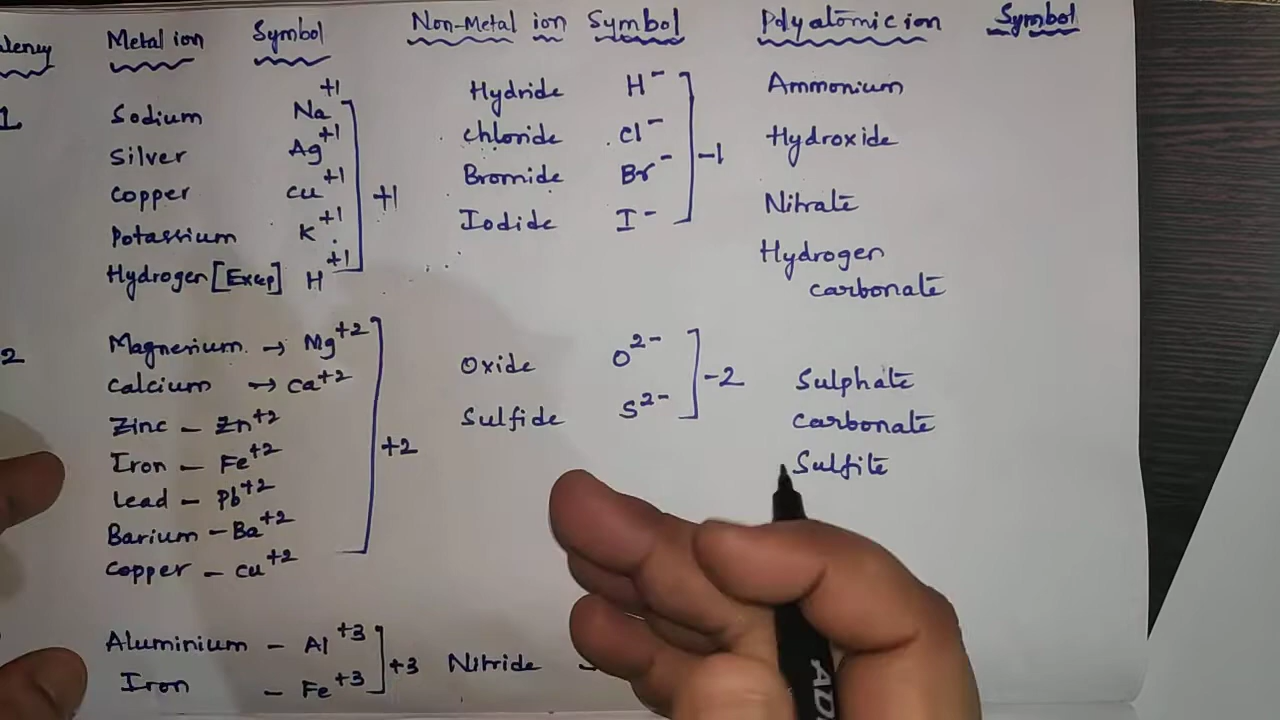 alency Metal ion Symbol Non-Metal ion Symbol Polyatomic ion Symbol
1 Sodium Na+1 Hydride H- Ammonium
Silver Ag+1 chloride Cl- Hydroxide
Copper Cu+1 +1 Bromide Br- -1
Potassium K+1 Iodide I- Nitrate
Hydrogen [Excep] H+1 Hydrogen
carbonate
2 Magnesium → Mg+2 Oxide O2- -2 Sulphate
Calcium → Ca+2
Zinc - Zn+2 Sulfide S2- carbonate
Iron - Fe+2 +2 Sulfite
Lead - Pb+2
Barium - Ba+2
Copper - Cu+2
Aluminium - Al+3 +3 Nitride -
Iron - Fe+3